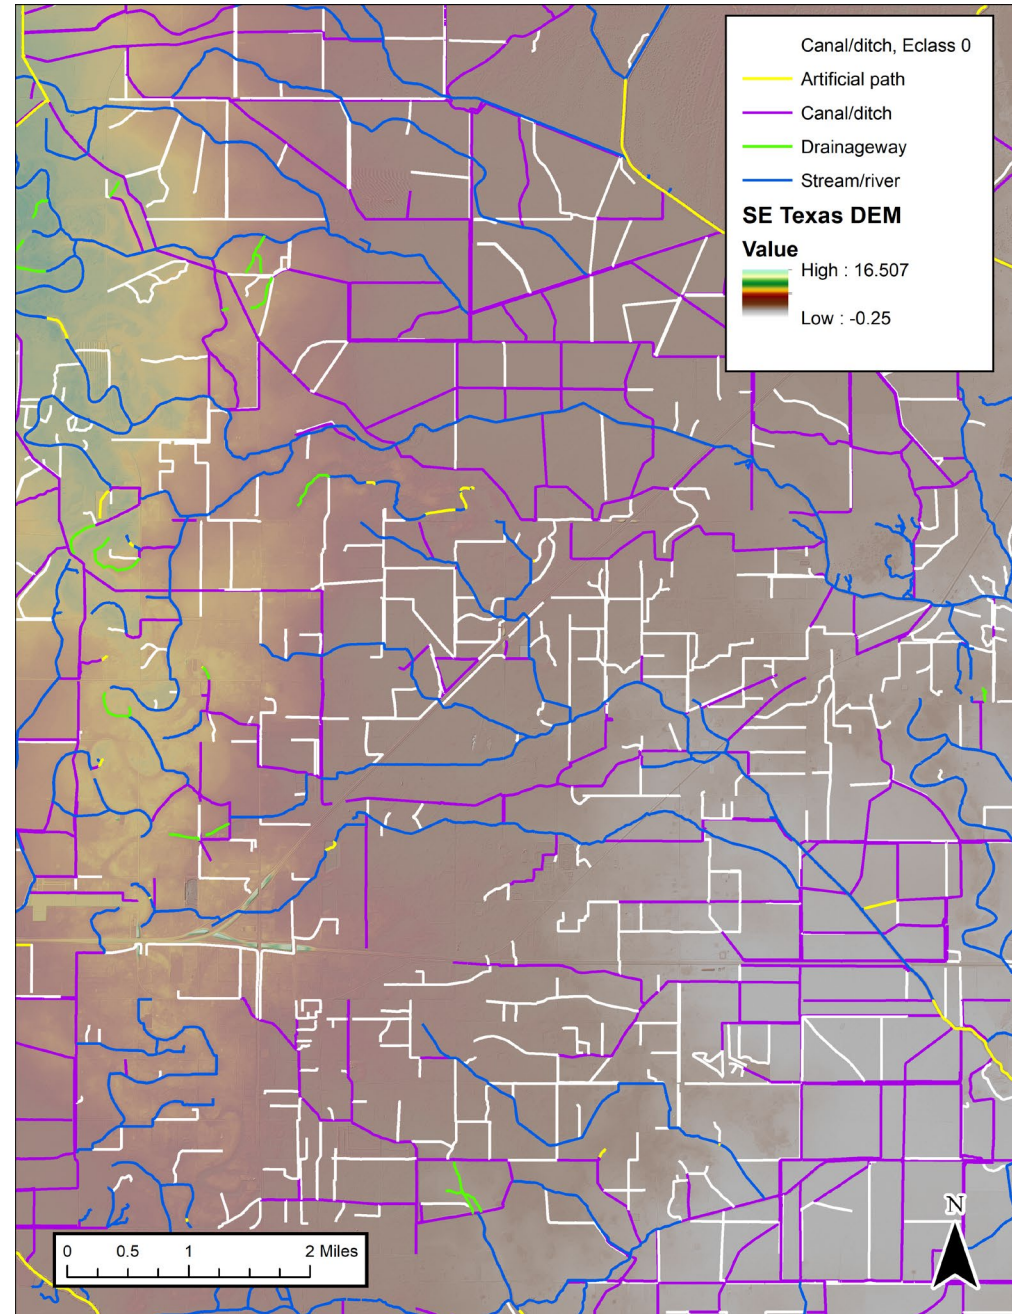 Canal/ditch, Eclass 0
Artificial path
Canal/ditch
Drainageway
Stream/river
SE Texas DEM
Value
High : 16.507
Low : -0.25
N
0 0.5 1 2 Miles